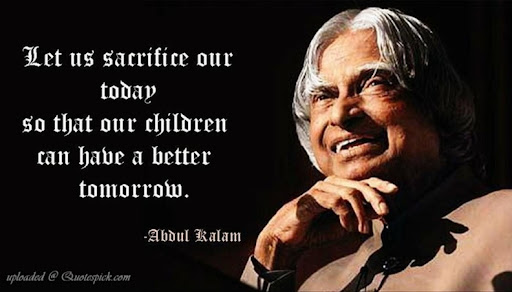 Let us sacrifice our
today
so that our children
can have a better
tomorrow.
-Abdul Kalam
uploaded @ Quotespick.com